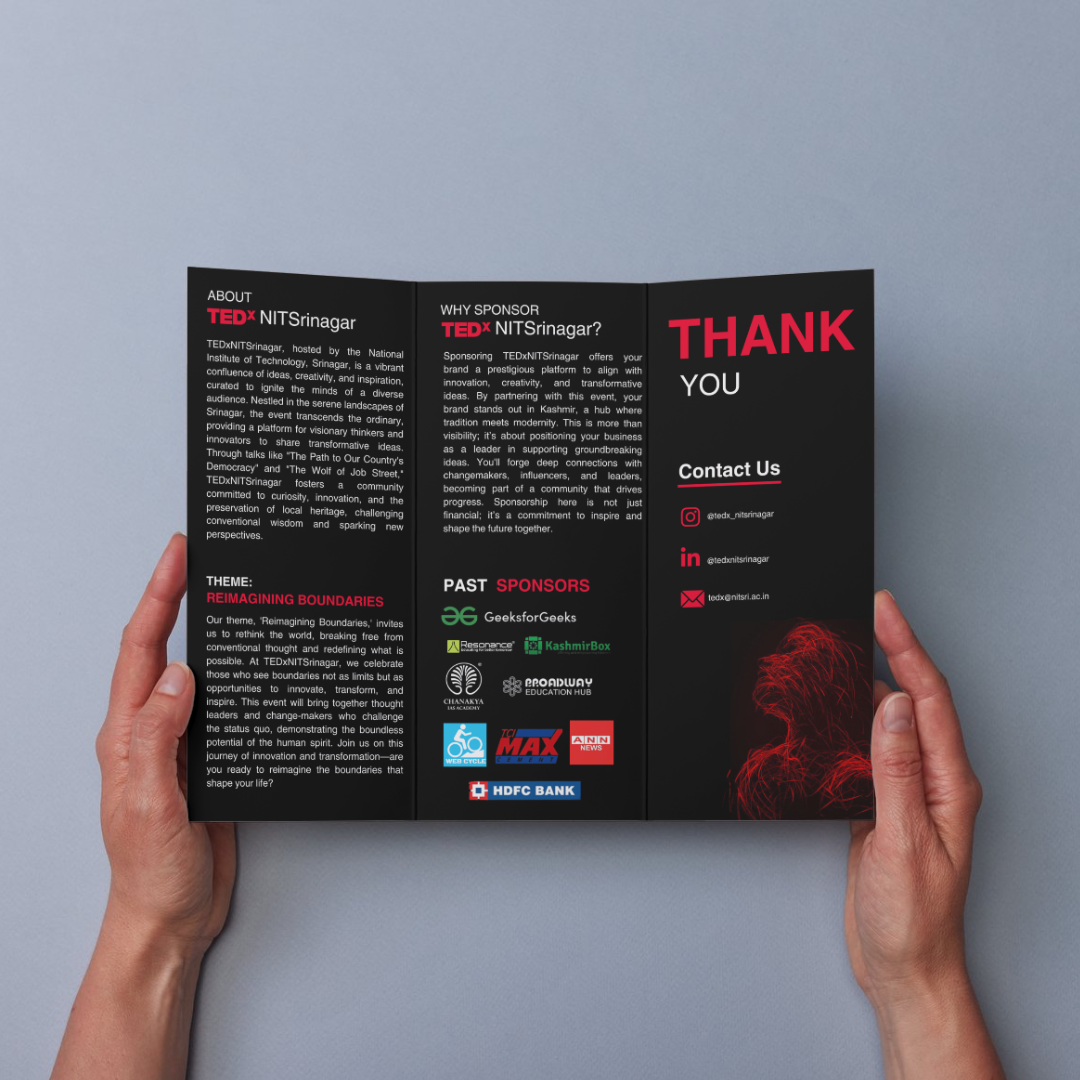 ABOUT
TEDx NITSrinagar
TEDxNITSrinagar, hosted by the National
Institute of Technology, Srinagar, is a vibrant
confluence of ideas, creativity, and inspiration,
curated to ignite the minds of a diverse
audience. Nestled in the serene landscapes of
Srinagar, the event transcends the ordinary,
providing a platform for visionary thinkers and
innovators to share transformative ideas.
Through talks like "The Path to Our Country's
Democracy" and "The Wolf of Job Street,"
TEDxNITSrinagar fosters a community
committed to curiosity, innovation, and the
preservation of local heritage, challenging
conventional wisdom and sparking new
perspectives.
THEME:
REIMAGINING BOUNDARIES
Our theme, 'Reimagining Boundaries,' invites
us to rethink the world, breaking free from
conventional thought and redefining what is
possible. At TEDxNITSrinagar, we celebrate
those who see boundaries not as limits but as
opportunities to innovate, transform, and
inspire. This event will bring together thought
leaders and change-makers who challenge
the status quo, demonstrating the boundless
potential of the human spirit. Join us on this
journey of innovation and transformation—are
you ready to reimagine the boundaries that
shape your life?
WHY SPONSOR
TEDx NITSrinagar?
Sponsoring TEDxNITSrinagar offers your
brand a prestigious platform to align with
innovation, creativity, and transformative
ideas. By partnering with this event, your
brand stands out in Kashmir, a hub where
tradition meets modernity. This is more than
visibility; it's about positioning your business
as a leader in supporting groundbreaking
ideas. You'll forge deep connections with
changemakers, influencers, and leaders,
becoming part of a community that drives
progress. Sponsorship here is not just
financial; it's a commitment to inspire and
shape the future together.
PAST SPONSORS
GeeksforGeeks
Resonance®
KashmirBox
CHANAKYA
IAS ACADEMY
BROADWAY
EDUCATION HUB
WEB CYCLE
TCI
MAX
CEMENT
ANN
NEWS
HDFC BANK
THANK
YOU
Contact Us
@tedx_nitsrinagar
@tedxnitsrinagar
tedx@nitsri.ac.in